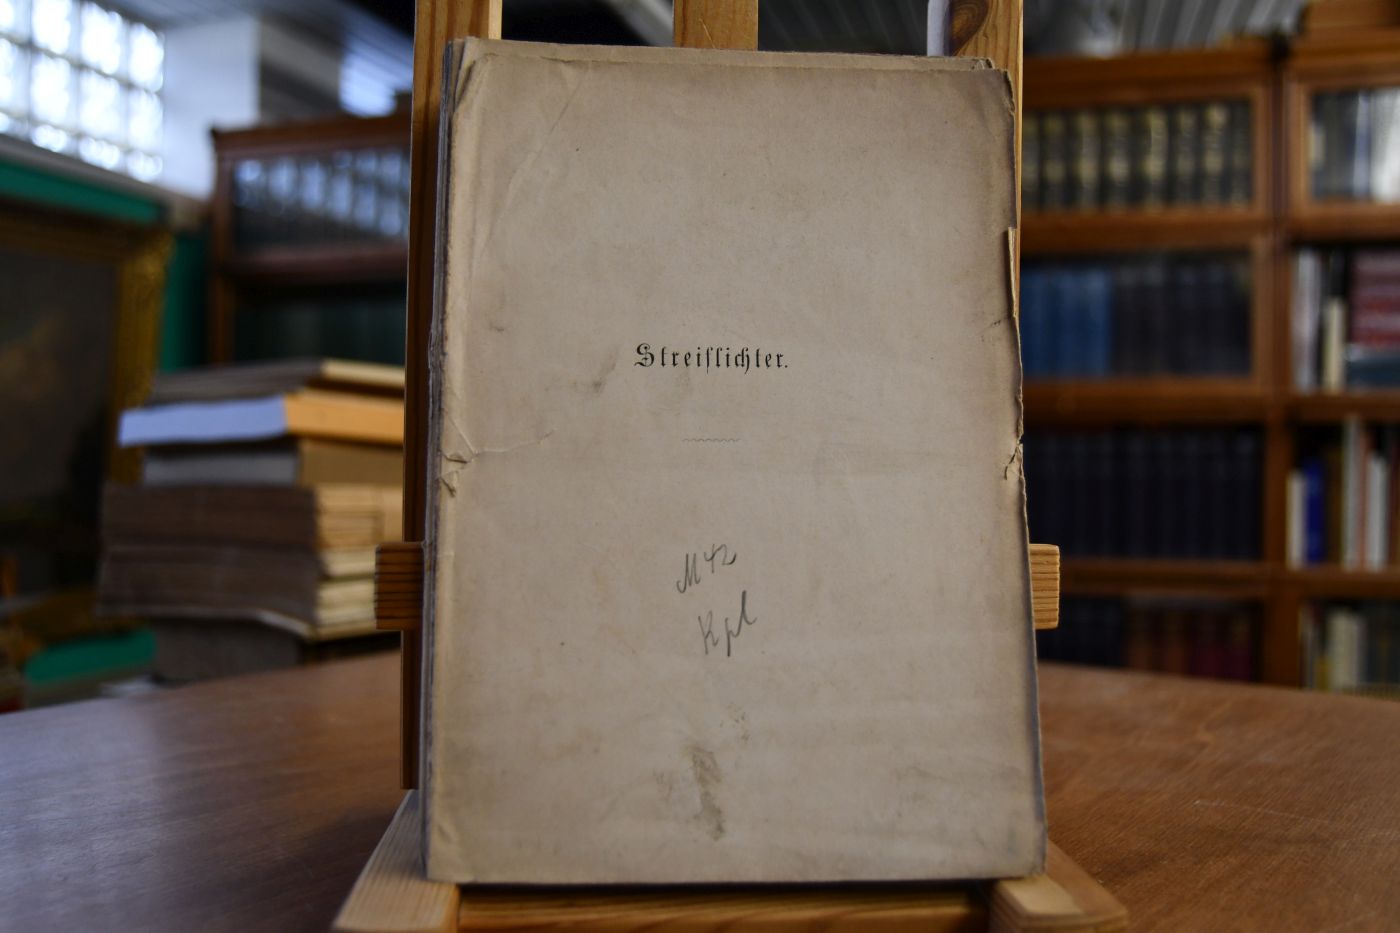 Streiflichter.
M 42
Kpl